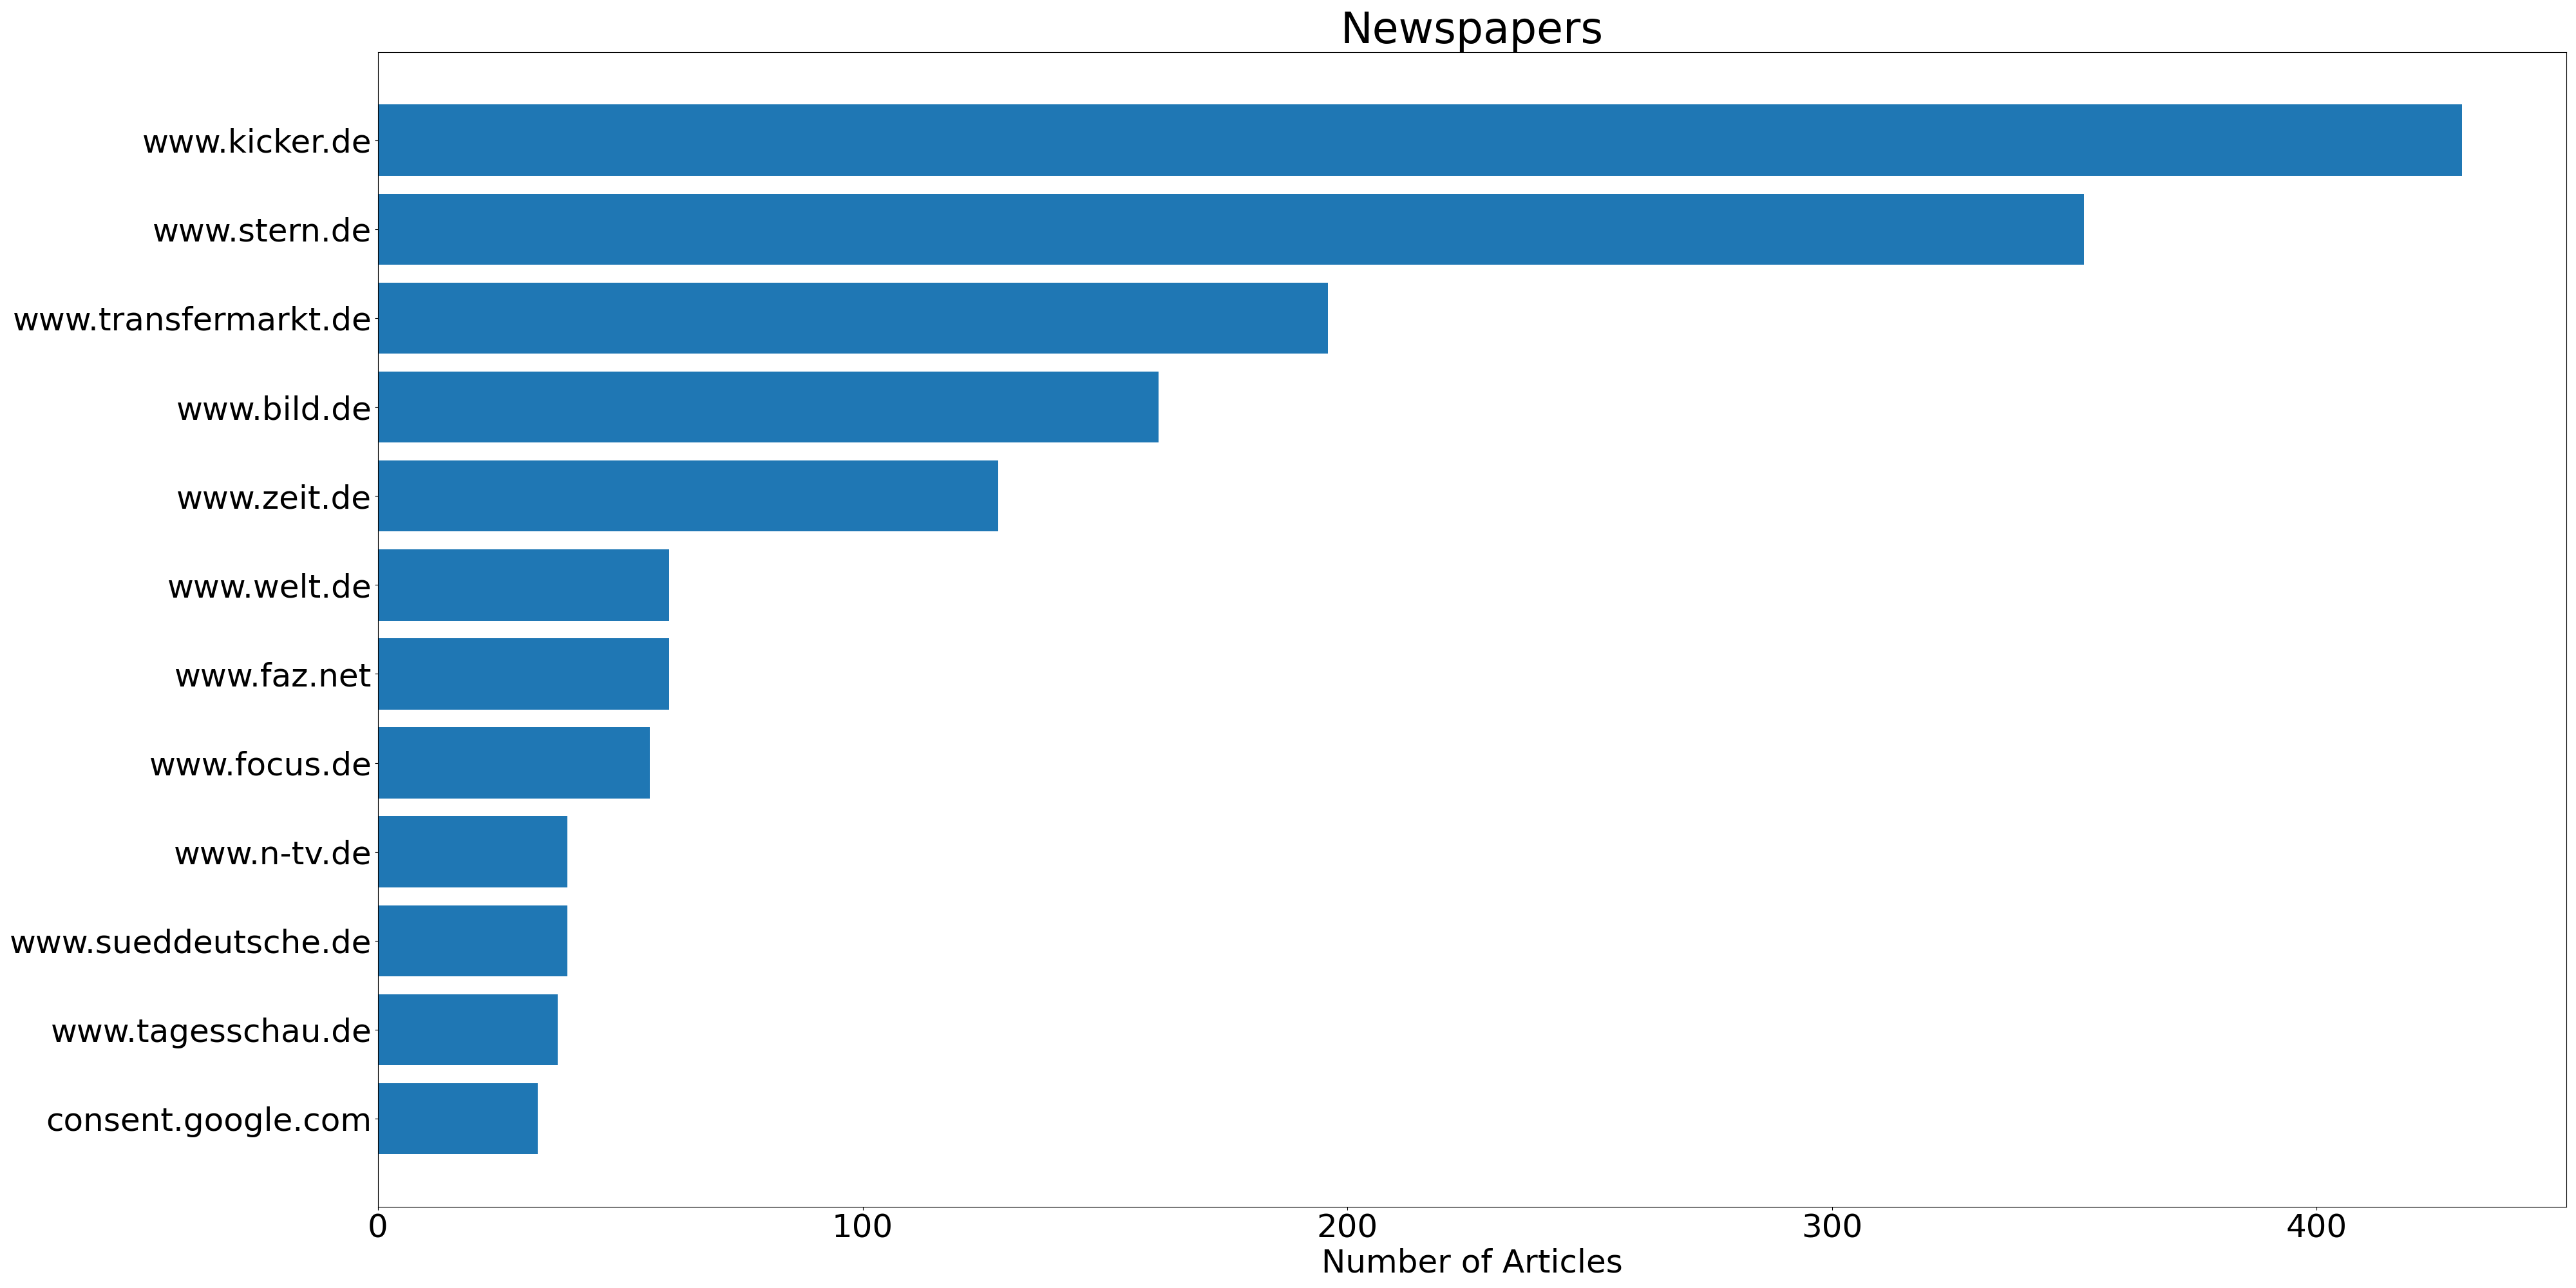 Newspapers
www.kicker.de
www.stern.de
www.transfermarkt.de
www.bild.de
www.zeit.de
www.welt.de
www.faz.net
www.focus.de
www.n-tv.de
www.sueddeutsche.de
www.tagesschau.de
consent.google.com
0 100 200 300 400
Number of Articles